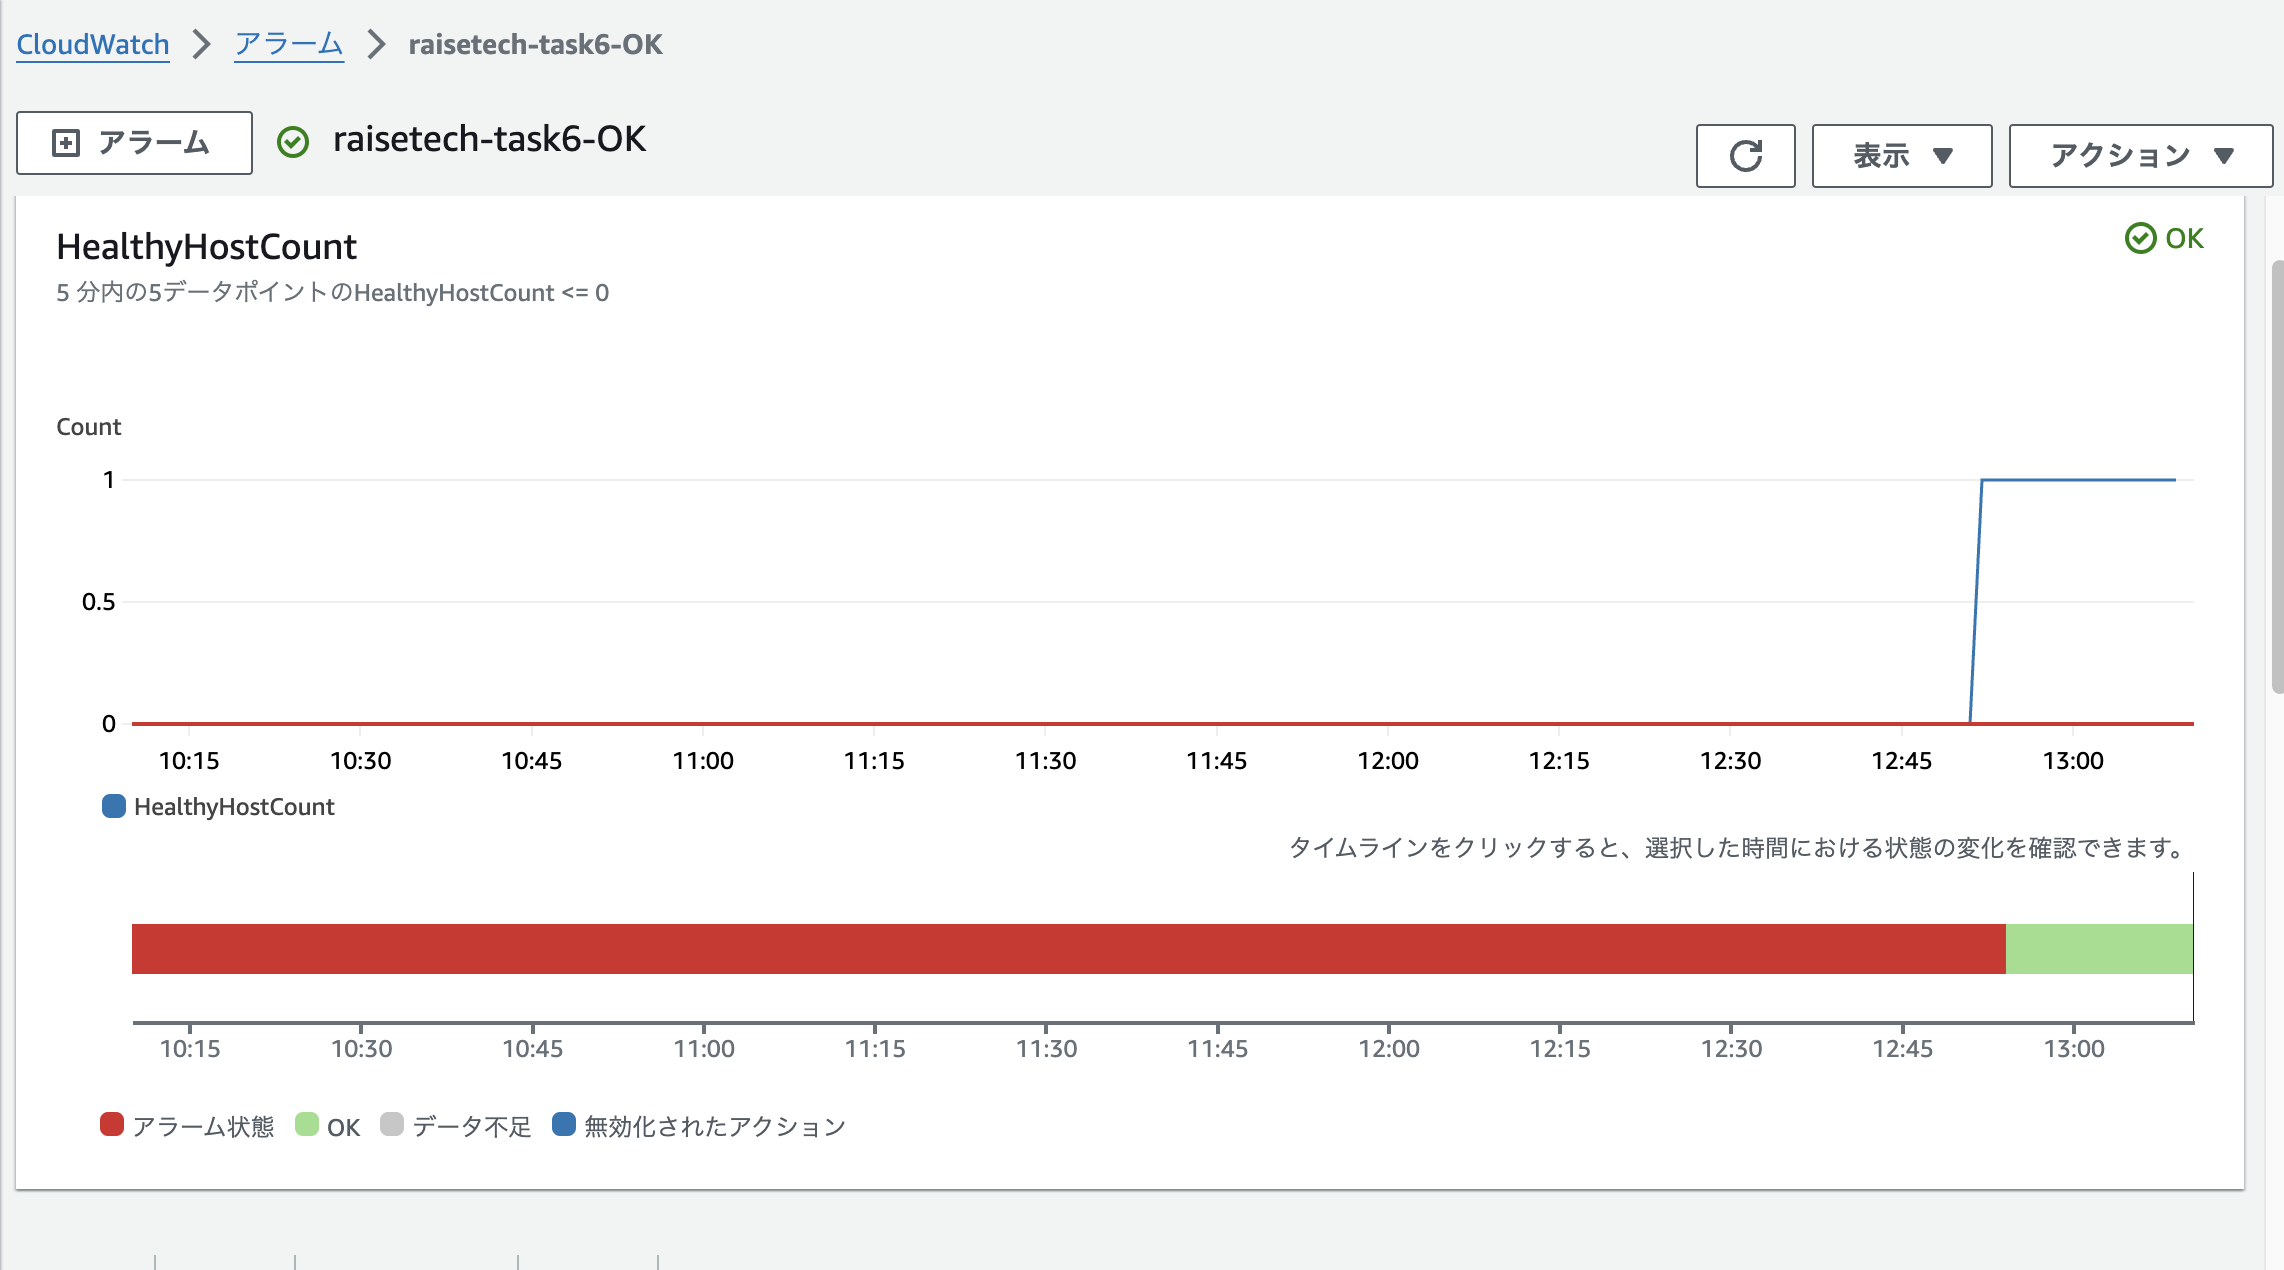 CloudWatch アラーム raisetech-task6-OK
アラーム raisetech-task6-OK
表示 アクション
HealthyHostCount
OK
5 分内の5データポイントのHealthyHostCount <= 0
Count
1
0.5
0
10:15 10:30 10:45 11:00 11:15 11:30 11:45 12:00 12:15 12:30 12:45 13:00
HealthyHostCount
タイムラインをクリックすると、選択した時間における状態の変化を確認できます。
10:15 10:30 10:45 11:00 11:15 11:30 11:45 12:00 12:15 12:30 12:45 13:00
アラーム状態 OK データ不足 無効化されたアクション